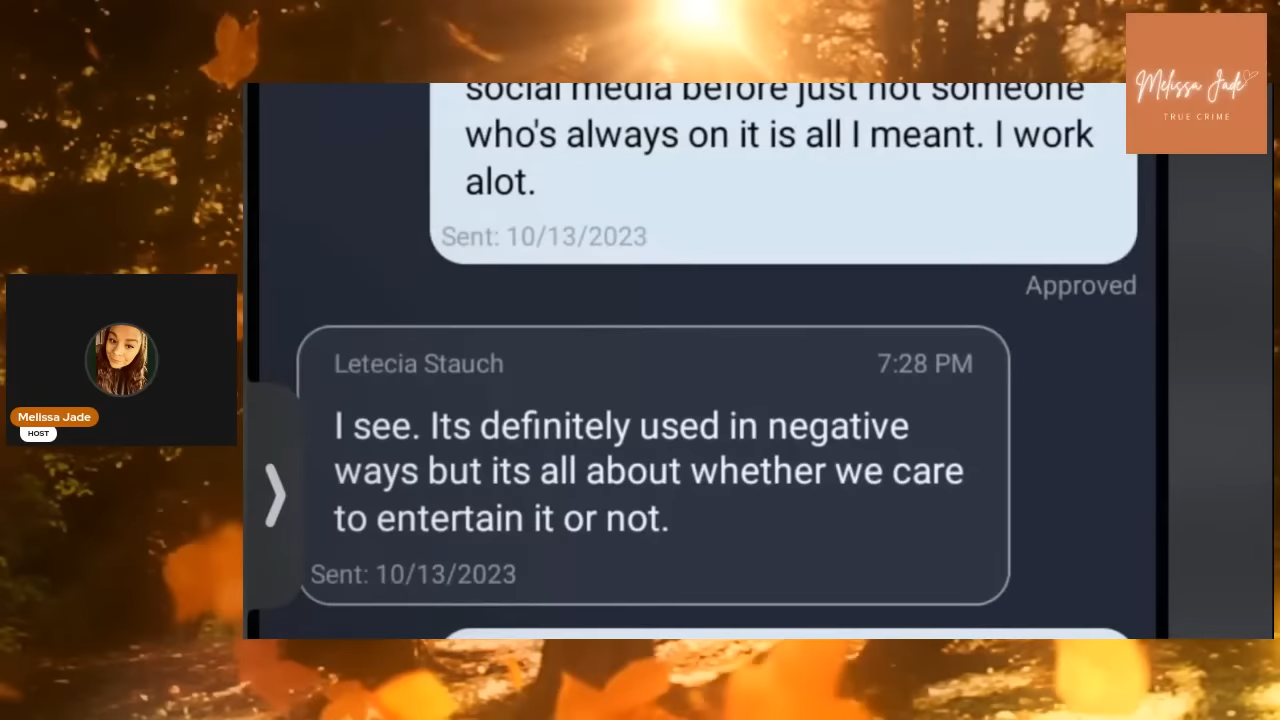 social media before just not someone
who's always on it is all I meant. I work
alot.
Sent: 10/13/2023
Approved
Letecia Stauch 7:28 PM
I see. Its definitely used in negative
ways but its all about whether we care
to entertain it or not.
Sent: 10/13/2023
Melissa Jade
TRUE CRIME
Melissa Jade
HOST